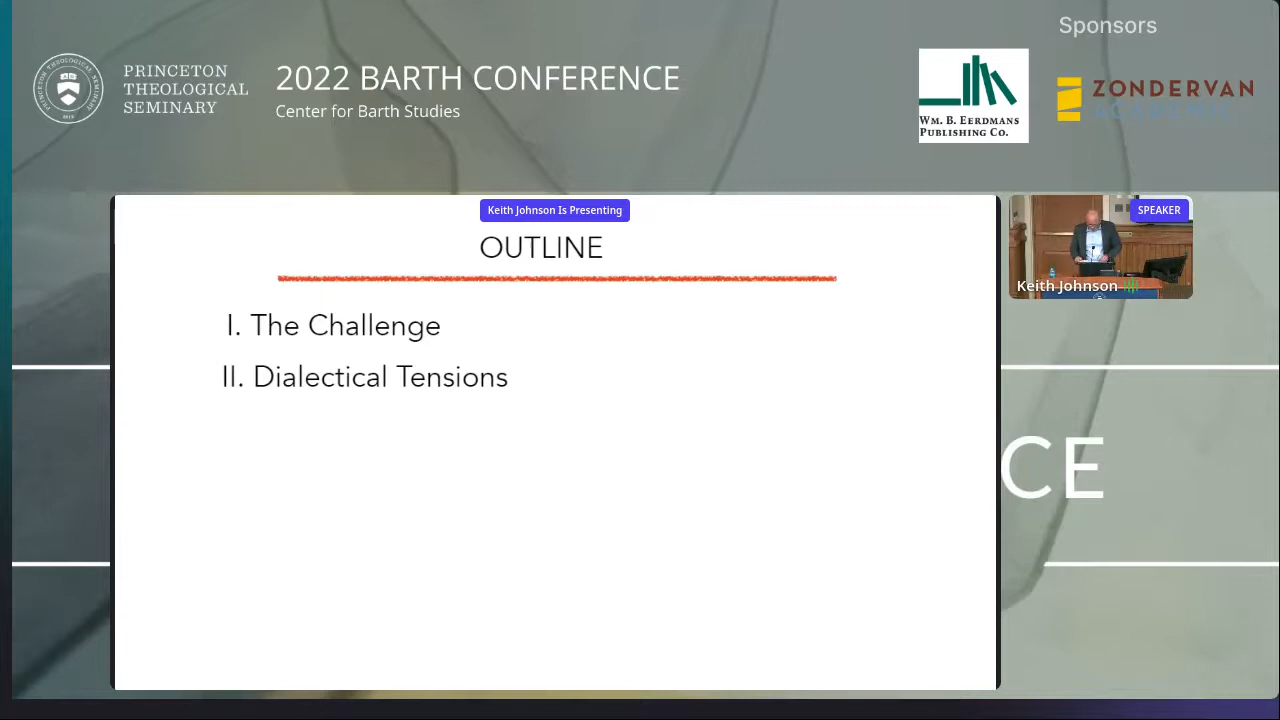 Sponsors
PRINCETON
THEOLOGICAL
SEMINARY
2022 BARTH CONFERENCE
Center for Barth Studies
WM. B. EERDMANS
PUBLISHING CO.
ZONDERVAN
ACADEMIC
Keith Johnson Is Presenting
SPEAKER
Keith Johnson
OUTLINE
I. The Challenge
II. Dialectical Tensions
CE